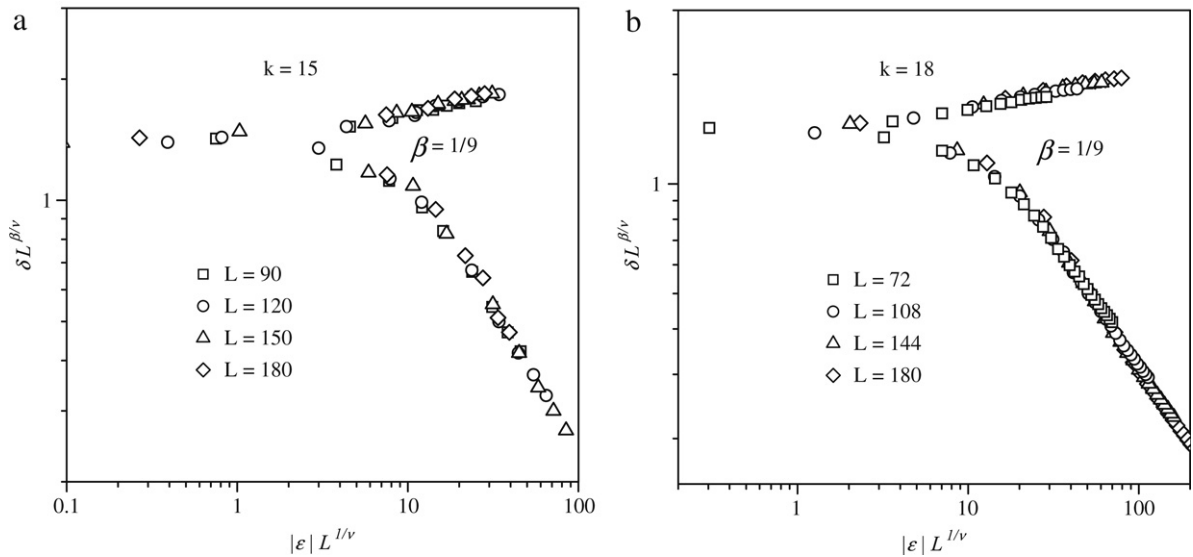 a
k = 15
β = 1/9
1
δL^{β/ν}
L = 90
L = 120
L = 150
L = 180
0.1 1 10 100
|ε| L^{1/ν}
b
k = 18
β = 1/9
1
δL^{β/ν}
L = 72
L = 108
L = 144
L = 180
1 10 100
|ε| L^{1/ν}